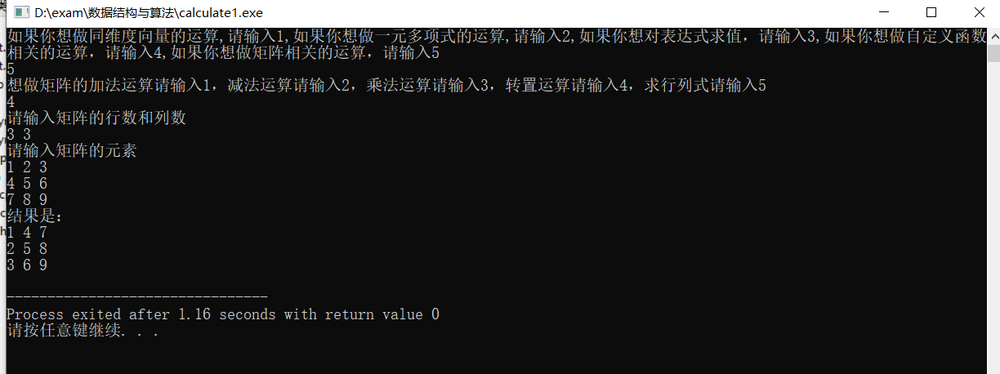 D:\exam\数据结构与算法\calculate1.exe
如果你想做同维度向量的运算,请输入1,如果你想做一元多项式的运算,请输入2,如果你想对表达式求值，请输入3,如果你想做自定义函数
相关的运算，请输入4,如果你想做矩阵相关的运算，请输入5
5
想做矩阵的加法运算请输入1，减法运算请输入2，乘法运算请输入3，转置运算请输入4，求行列式请输入5
4
请输入矩阵的行数和列数
3 3
请输入矩阵的元素
1 2 3
4 5 6
7 8 9
结果是：
1 4 7
2 5 8
3 6 9
--------------------------------
Process exited after 1.16 seconds with return value 0
请按任意键继续. . .